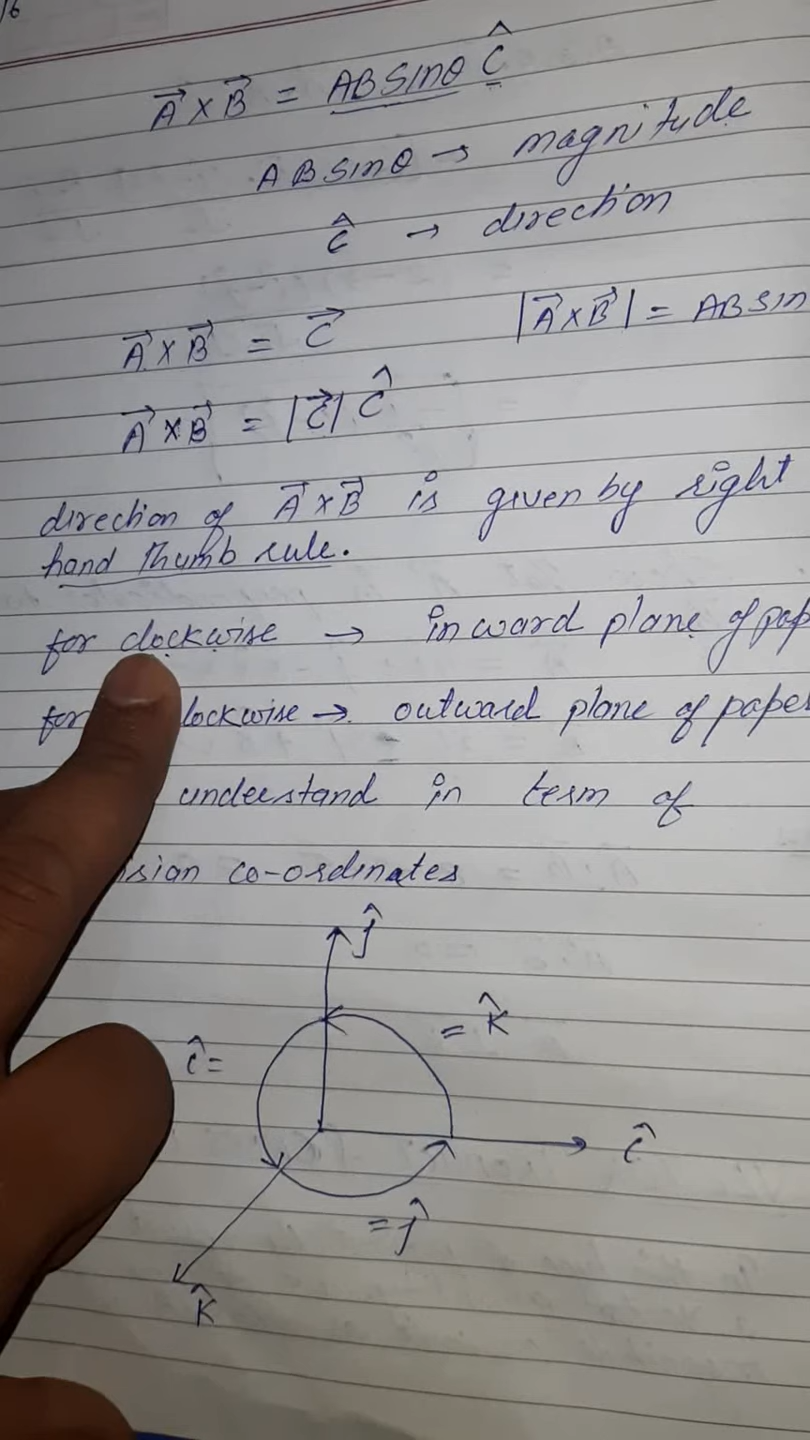 A⃗ × B⃗ = AB sinθ Ĉ
AB sinθ → magnitude
ĉ → direction
A⃗ × B⃗ = C⃗ |A⃗ × B⃗| = AB sin
A⃗ × B⃗ = |C⃗| Ĉ
direction of A⃗ × B⃗ is given by right
hand thumb rule.
for clockwise → inward plane of pap
for lockwise → outward plane of paper
understand in term of
sian co-ordinates
ĵ
= k̂
î =
î
= ĵ
k̂